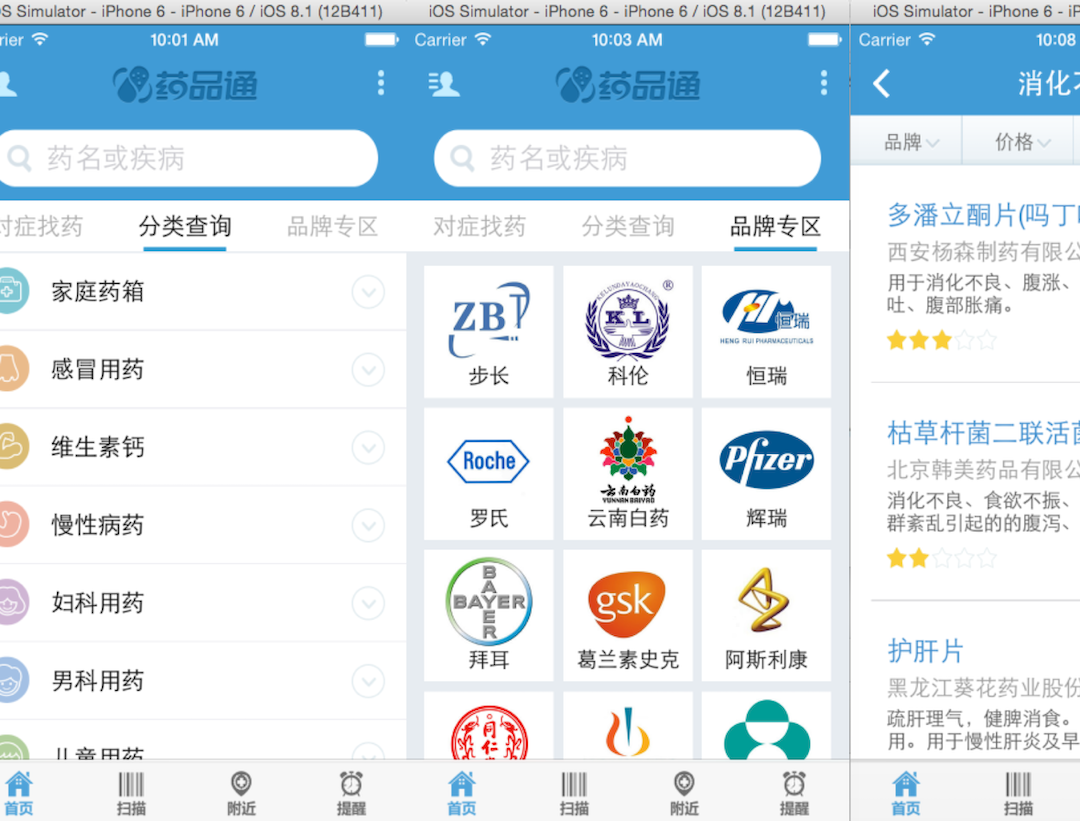 OS Simulator - iPhone 6 - iPhone 6 / iOS 8.1 (12B411)
rier 10:01 AM
药品通
药名或疾病
对症找药 分类查询 品牌专区
家庭药箱
感冒用药
维生素钙
慢性病药
妇科用药
男科用药
儿童用药
首页 扫描 附近 提醒
iOS Simulator - iPhone 6 - iPhone 6 / iOS 8.1 (12B411)
Carrier 10:03 AM
药品通
药名或疾病
对症找药 分类查询 品牌专区
ZBT
KELUNDAYAOCHANG
®
KL
恒瑞
HENG RUI PHARMACEUTICALS
步长 科伦 恒瑞
Roche
云南白药
YUNNAN BAIYAO
Pfizer
罗氏 云南白药 辉瑞
BAYER
BAYER
gsk
拜耳 葛兰素史克 阿斯利康
同仁
首页 扫描 附近 提醒
iOS Simulator - iPhone 6 - iP
Carrier 10:08
消化不
品牌 价格
多潘立酮片(吗丁啉
西安杨森制药有限公
用于消化不良、腹涨、
吐、腹部胀痛。
枯草杆菌二联活菌
北京韩美药品有限公
消化不良、食欲不振、
群紊乱引起的的腹泻、
护肝片
黑龙江葵花药业股份
疏肝理气，健脾消食。
用。用于慢性肝炎及早
首页 扫描